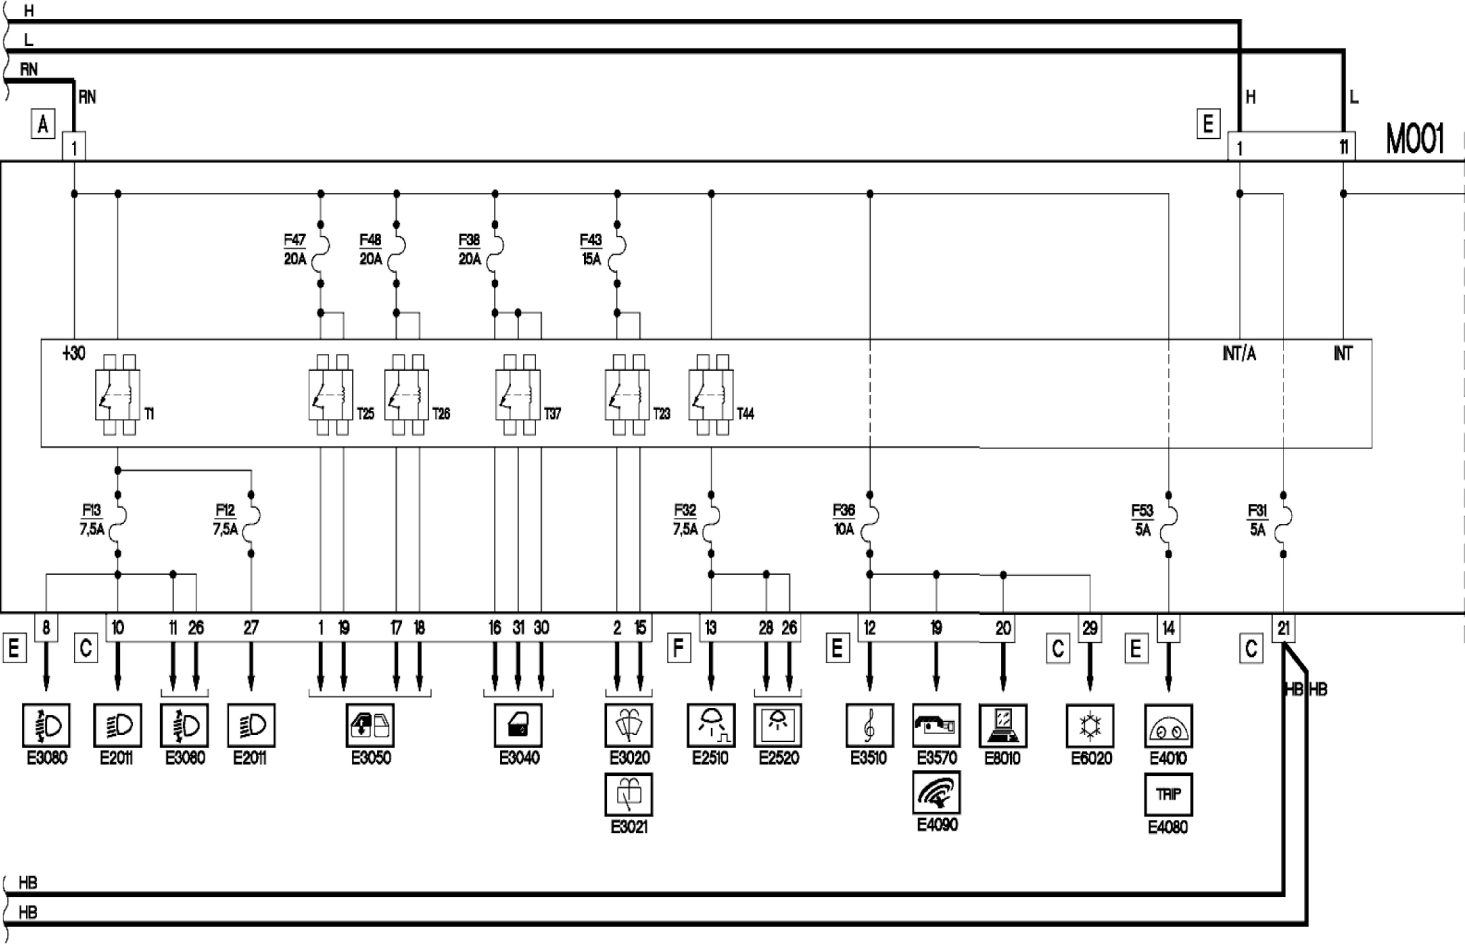 H
L
RN
RN
H
L
A
E
M001
1
1
11
F47
20A
F48
20A
F38
20A
F43
15A
+30
INT/A
INT
T1
T25
T26
T37
T23
T44
F13
7,5A
F12
7,5A
F32
7,5A
F36
10A
F53
5A
F31
5A
E
8
C
10
11
26
27
1
19
17
18
16
31
30
2
15
F
13
28
26
E
12
19
20
C
29
E
14
C
21
HB
HB
E3080
E2011
E3080
E2011
E3050
E3040
E3020
E2510
E2520
E3510
E3570
E8010
E6020
E4010
TRIP
E3021
E4090
E4080
HB
HB